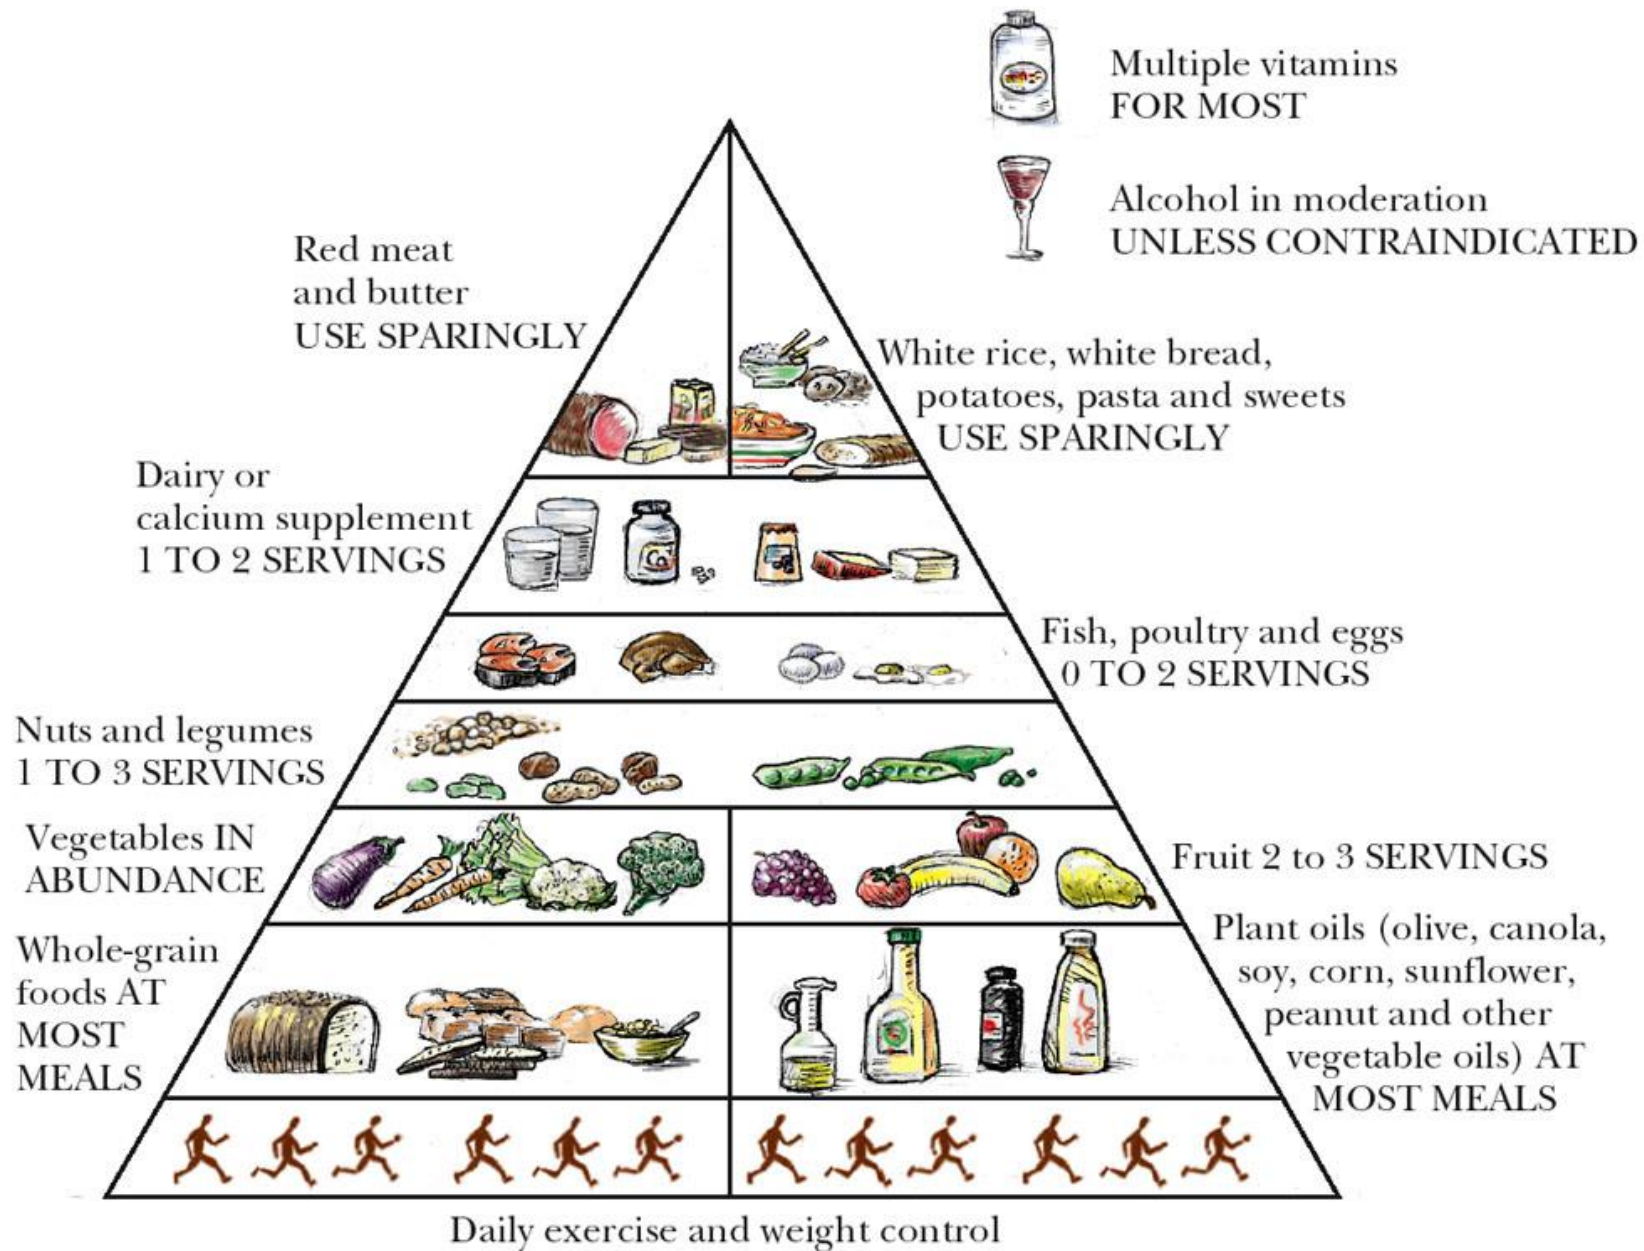 Multiple vitamins
FOR MOST
Alcohol in moderation
UNLESS CONTRAINDICATED
Red meat
and butter
USE SPARINGLY
White rice, white bread,
potatoes, pasta and sweets
USE SPARINGLY
Dairy or
calcium supplement
1 TO 2 SERVINGS
Fish, poultry and eggs
0 TO 2 SERVINGS
Nuts and legumes
1 TO 3 SERVINGS
Vegetables IN
ABUNDANCE
Fruit 2 to 3 SERVINGS
Whole-grain
foods AT
MOST
MEALS
Plant oils (olive, canola,
soy, corn, sunflower,
peanut and other
vegetable oils) AT
MOST MEALS
Daily exercise and weight control